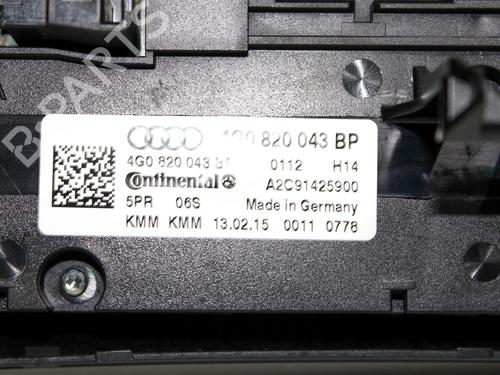 4G0 820 043 BP
4G0 820 043 BP
0112 H14
Continental
A2C91425900
5PR 06S
Made in Germany
KMM KMM 13.02.15 0011 0778
B-PARTS